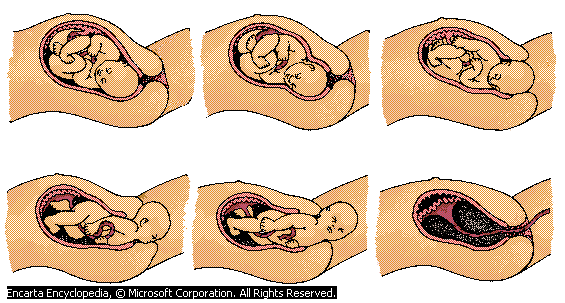 Encarta Encyclopedia, © Microsoft Corporation. All Rights Reserved.